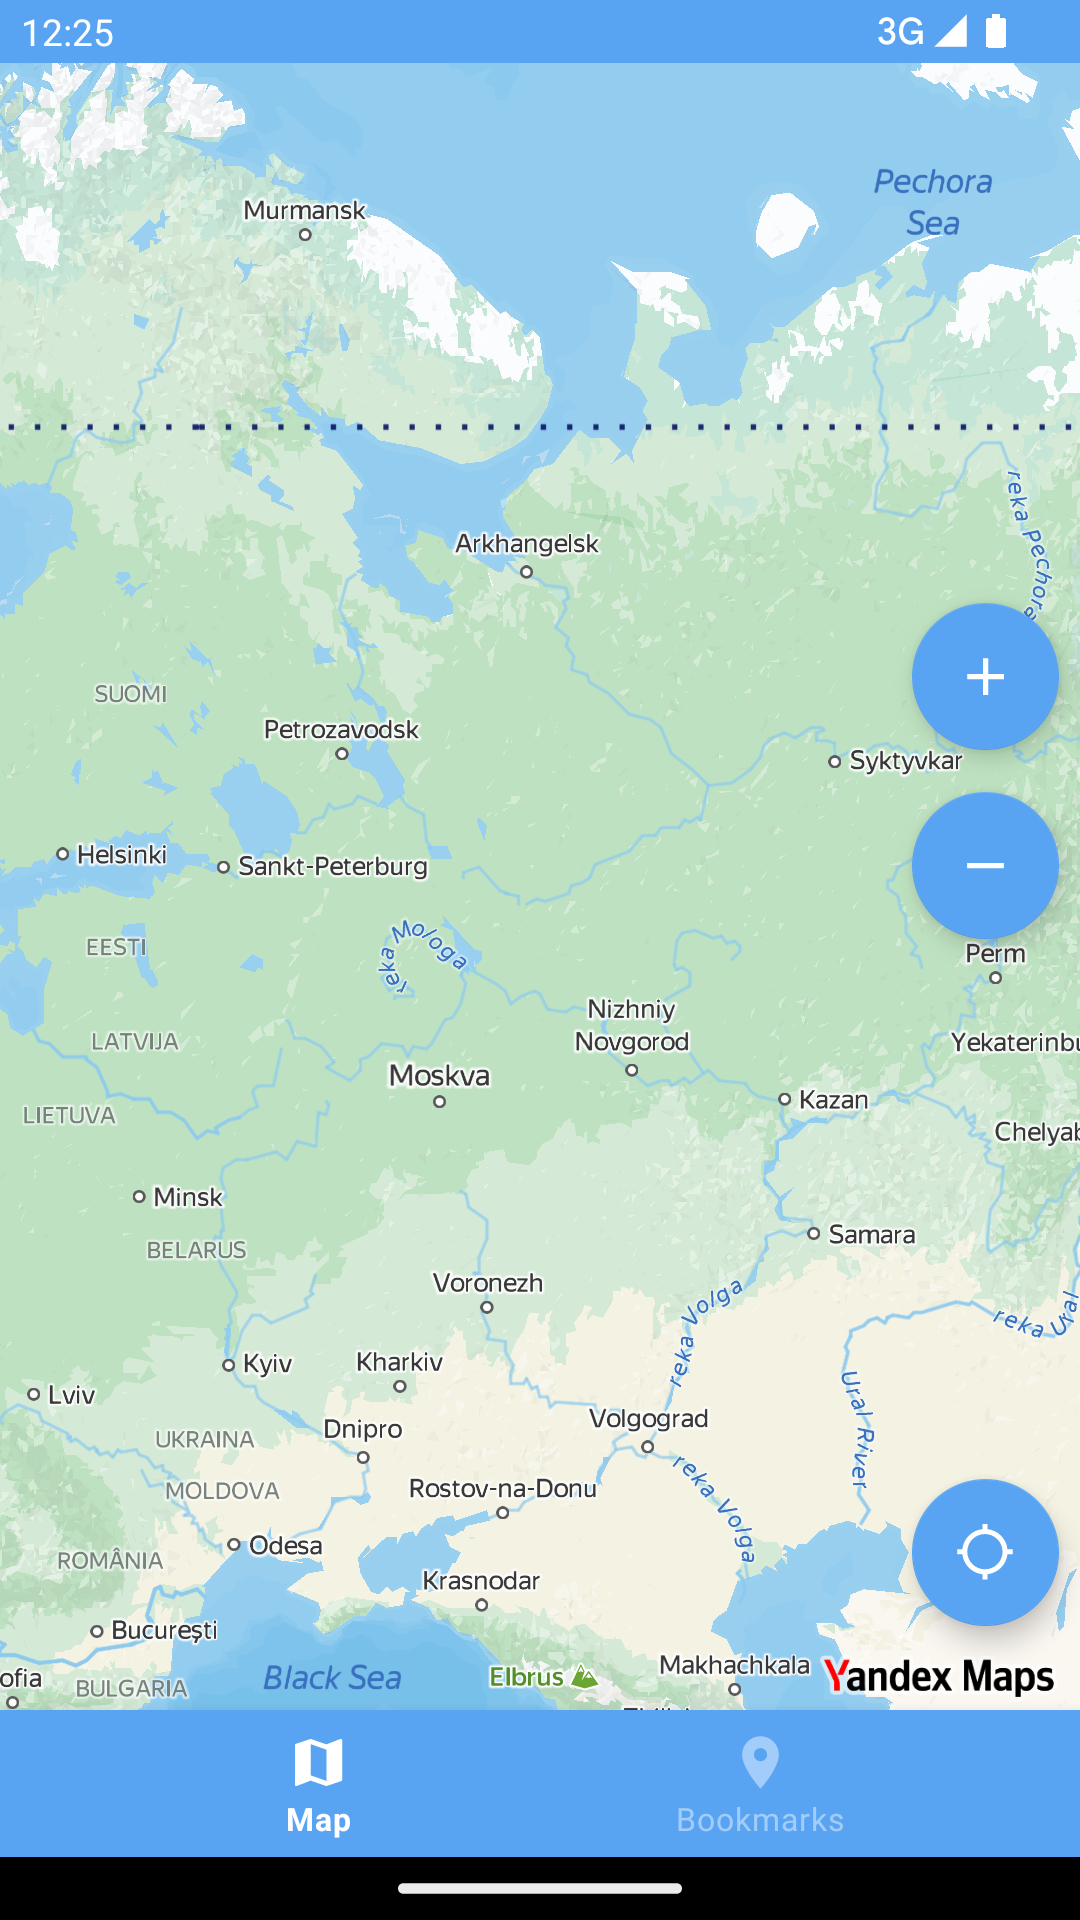 12:25
3G
Pechora
Sea
Murmansk
reka Pechora
Arkhangelsk
SUOMI
Petrozavodsk
Syktyvkar
Helsinki
Sankt-Peterburg
EESTI
reka Mologa
Perm
Nizhniy
Novgorod
LATVIJA
Yekaterinbu
Moskva
Kazan
LIETUVA
Chelyab
Minsk
Samara
BELARUS
Voronezh
reka Volga
reka Ural
Kyiv
Kharkiv
Lviv
Ural River
Volgograd
Dnipro
UKRAINA
reka Volga
MOLDOVA
Rostov-na-Donu
Odesa
ROMÂNIA
Krasnodar
București
Makhachkala
Yandex Maps
ofia
Black Sea
Elbrus
BULGARIA
Map
Bookmarks